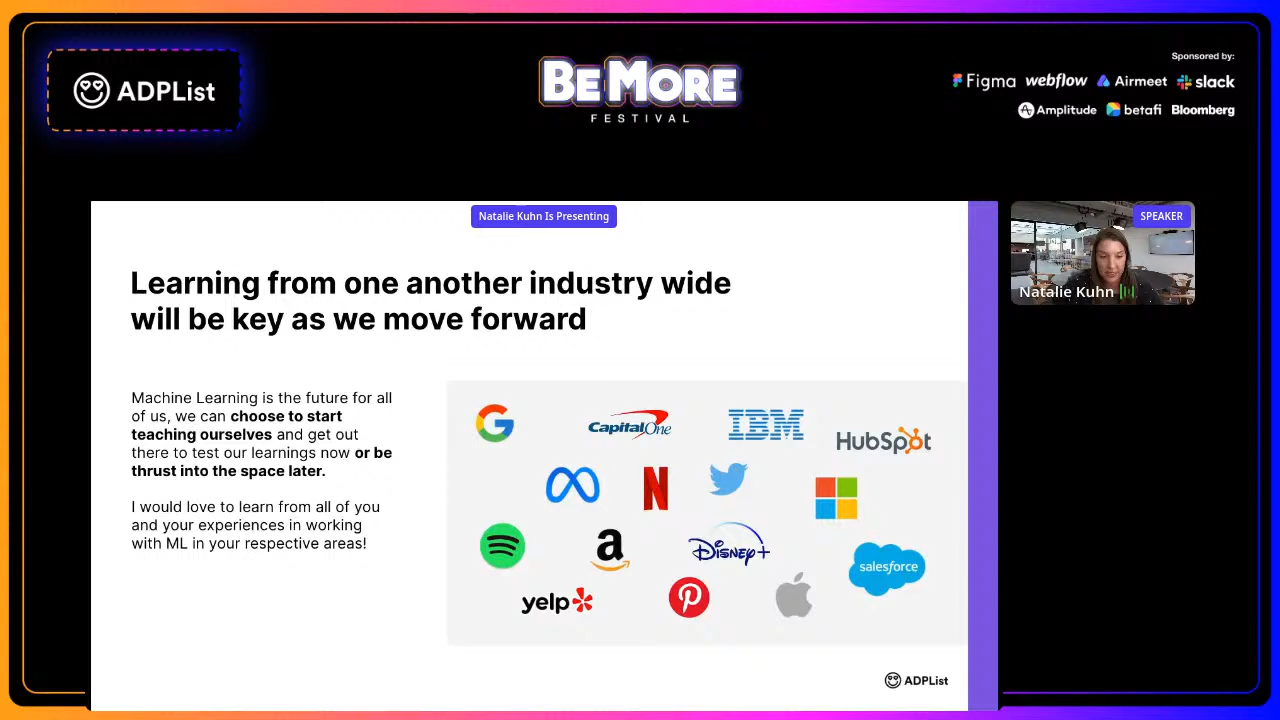 ADPList
BE MORE
FESTIVAL
Sponsored by:
Figma webflow Airmeet slack
Amplitude betafi Bloomberg
Natalie Kuhn Is Presenting
SPEAKER
Natalie Kuhn
Learning from one another industry wide
will be key as we move forward
Machine Learning is the future for all
of us, we can choose to start
teaching ourselves and get out
there to test our learnings now or be
thrust into the space later.
I would love to learn from all of you
and your experiences in working
with ML in your respective areas!
G CapitalOne IBM HubSpot
N
a Disney+ salesforce
yelp
ADPList